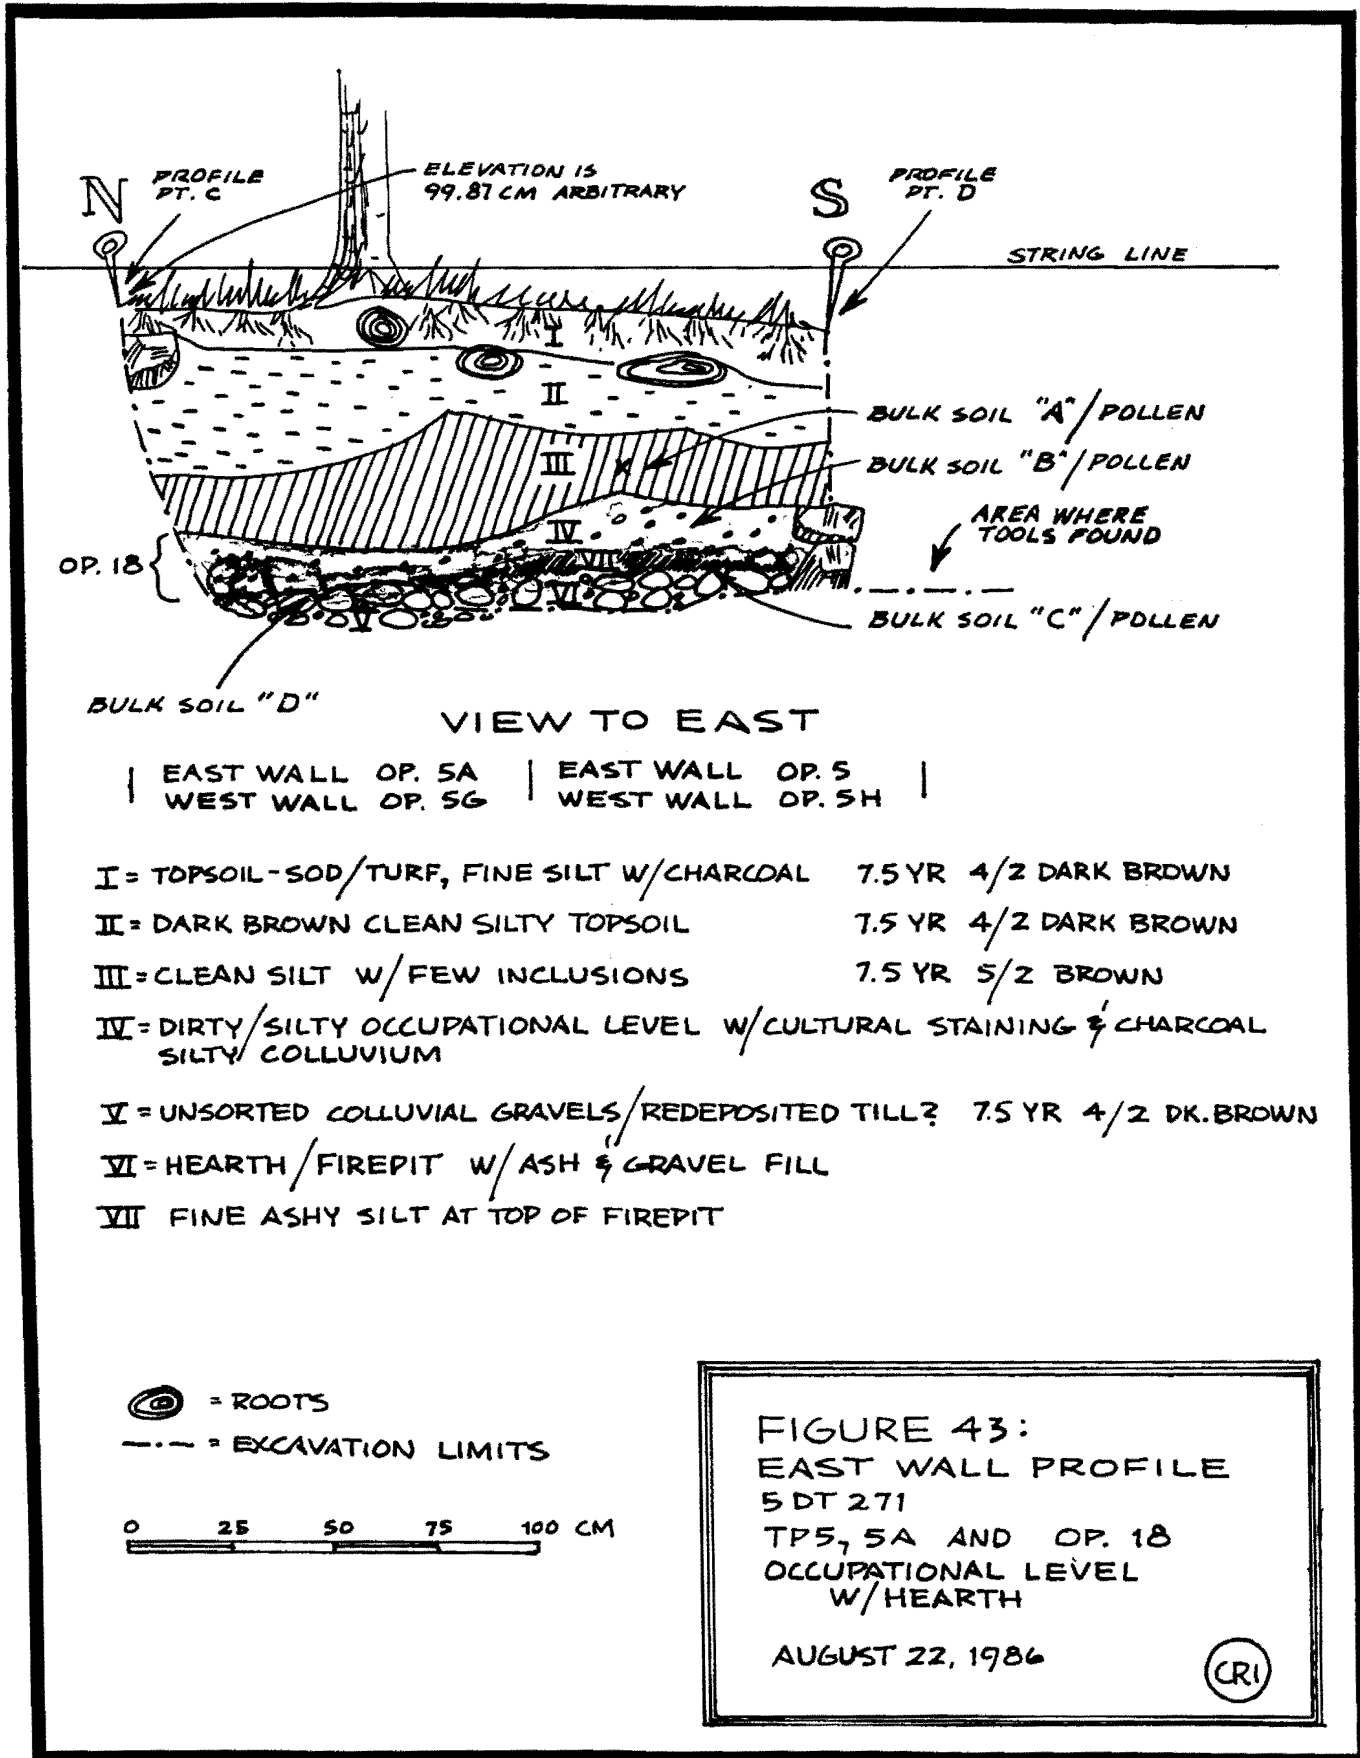 N
PROFILE
PT. C
ELEVATION IS
99.87 CM ARBITRARY
S
PROFILE
PT. D
STRING LINE
I
II
III
X
IV
VII
VI
V
BULK SOIL "A"/POLLEN
BULK SOIL "B"/POLLEN
AREA WHERE
TOOLS FOUND
OP. 18
BULK SOIL "C"/POLLEN
BULK SOIL "D"
VIEW TO EAST
| EAST WALL OP. 5A | EAST WALL OP. 5 |
WEST WALL OP. 5G WEST WALL OP. 5H
I = TOPSOIL-SOD/TURF, FINE SILT W/CHARCOAL 7.5 YR 4/2 DARK BROWN
II = DARK BROWN CLEAN SILTY TOPSOIL 7.5 YR 4/2 DARK BROWN
III = CLEAN SILT W/FEW INCLUSIONS 7.5 YR 5/2 BROWN
IV = DIRTY/SILTY OCCUPATIONAL LEVEL W/CULTURAL STAINING & CHARCOAL
SILTY COLLUVIUM
V = UNSORTED COLLUVIAL GRAVELS/REDEPOSITED TILL? 7.5 YR 4/2 DK. BROWN
VI = HEARTH/FIREPIT W/ASH & GRAVEL FILL
VII FINE ASHY SILT AT TOP OF FIREPIT
= ROOTS
= EXCAVATION LIMITS
0 25 50 75 100 CM
FIGURE 43:
EAST WALL PROFILE
5 DT 271
TP5, 5A AND OP. 18
OCCUPATIONAL LEVEL
W/HEARTH
AUGUST 22, 1986
CRI